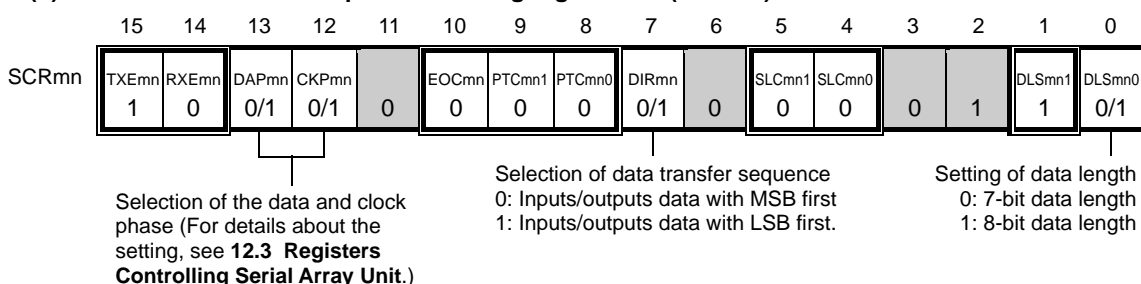 15 14 13 12 11 10 9 8 7 6 5 4 3 2 1 0
SCRmn
TXEmn RXEmn DAPmn CKPmn EOCmn PTCmn1 PTCmn0 DIRmn SLCmn1 SLCmn0 DLSmn1 DLSmn0
1 0 0/1 0/1 0 0 0 0 0/1 0 0 0 0 1 1 0/1
Selection of the data and clock
phase (For details about the
setting, see 12.3 Registers
Controlling Serial Array Unit.)
Selection of data transfer sequence
0: Inputs/outputs data with MSB first
1: Inputs/outputs data with LSB first.
Setting of data length
0: 7-bit data length
1: 8-bit data length